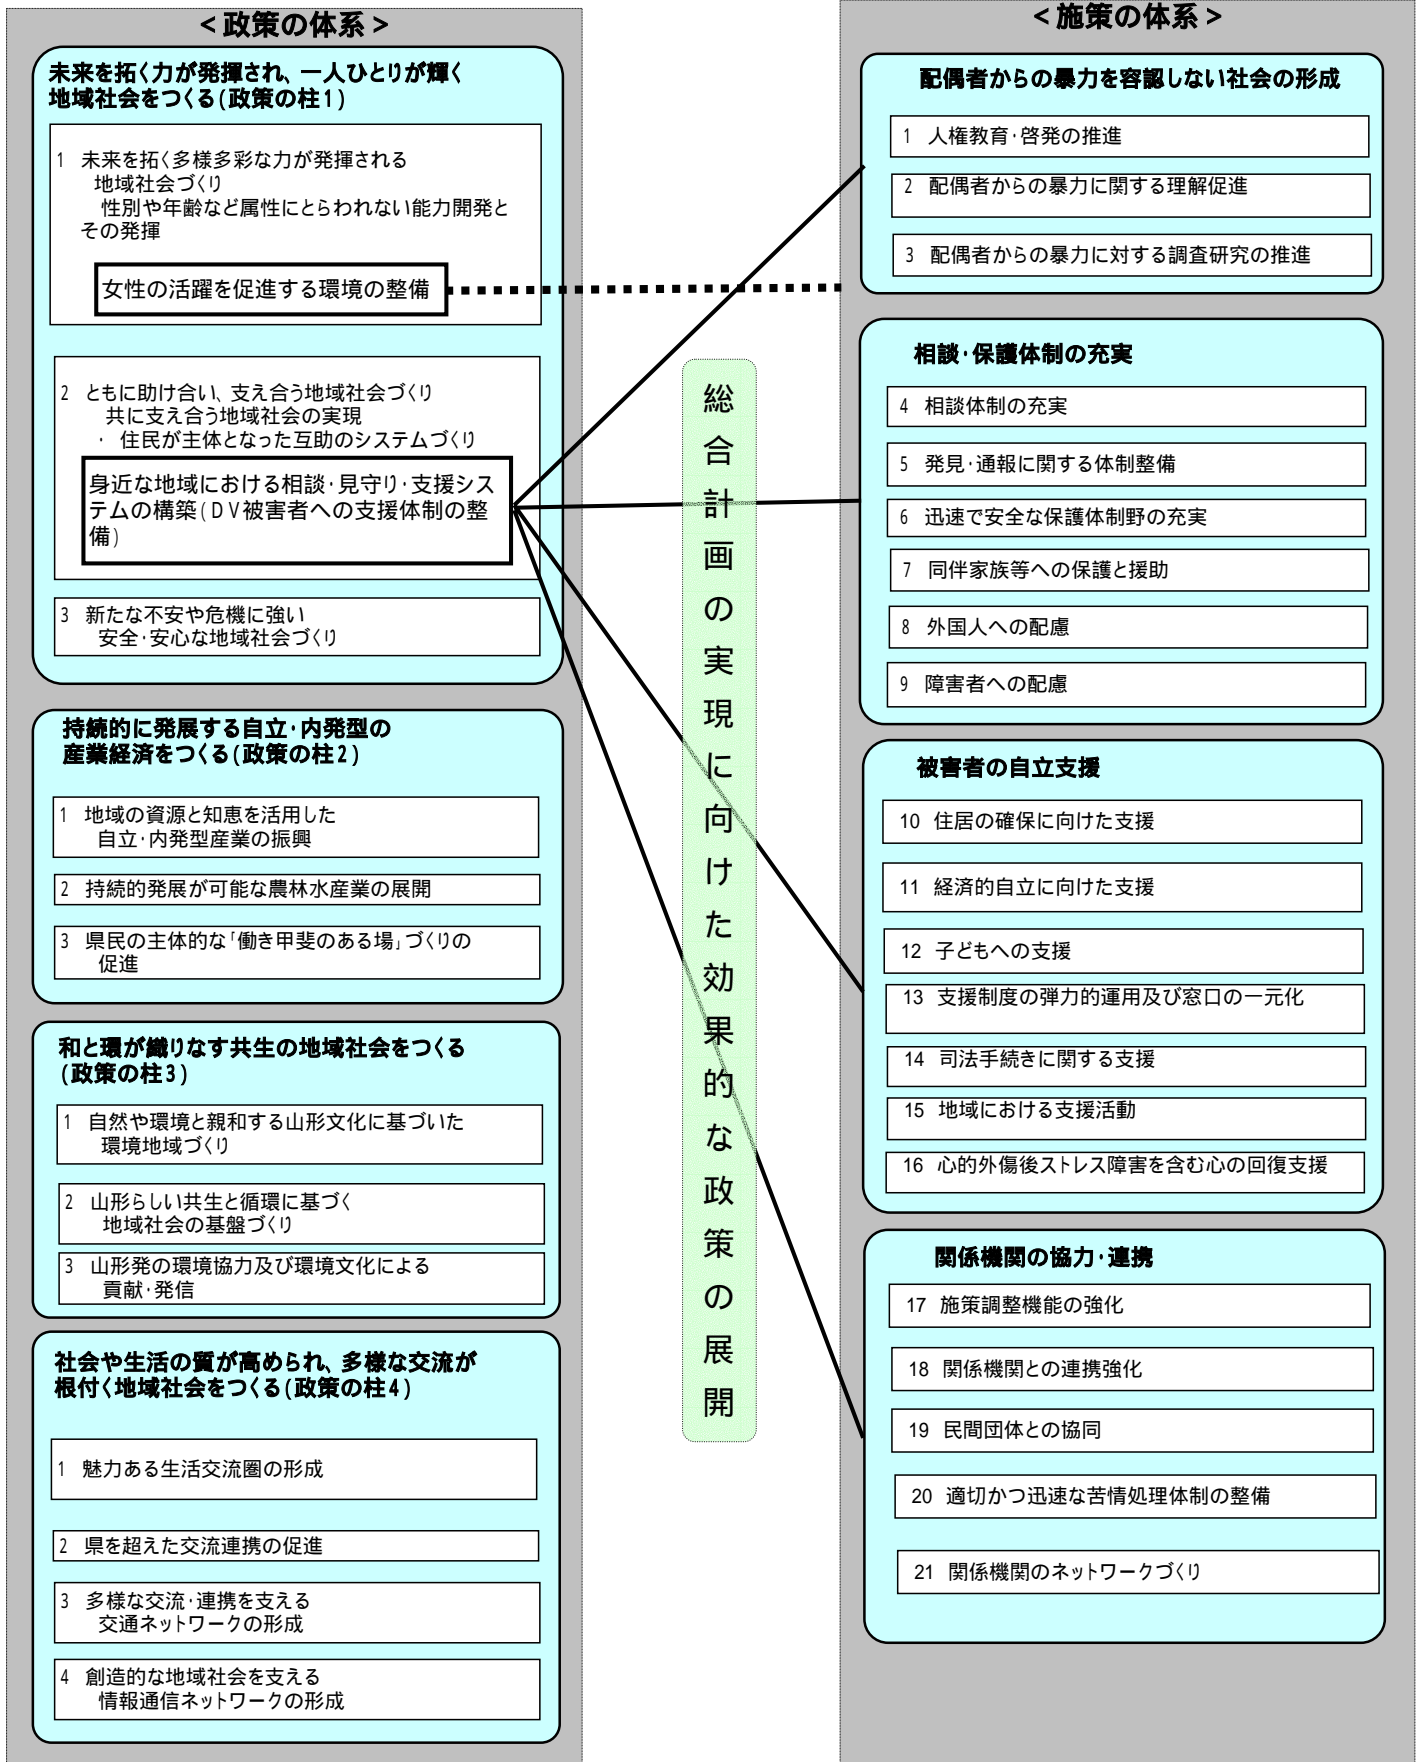 ＜政策の体系＞
未来を拓く力が発揮され、一人ひとりが輝く
地域社会をつくる(政策の柱1)
1 未来を拓く多様多彩な力が発揮される
地域社会づくり
性別や年齢など属性にとらわれない能力開発と
その発揮
女性の活躍を促進する環境の整備
2 ともに助け合い、支え合う地域社会づくり
共に支え合う地域社会の実現
・ 住民が主体となった互助のシステムづくり
身近な地域における相談・見守り・支援シス
テムの構築(DV被害者への支援体制の整
備)
3 新たな不安や危機に強い
安全・安心な地域社会づくり
持続的に発展する自立・内発型の
産業経済をつくる(政策の柱2)
1 地域の資源と知恵を活用した
自立・内発型産業の振興
2 持続的発展が可能な農林水産業の展開
3 県民の主体的な「働き甲斐のある場」づくりの
促進
和と環が織りなす共生の地域社会をつくる
(政策の柱3)
1 自然や環境と親和する山形文化に基づいた
環境地域づくり
2 山形らしい共生と循環に基づく
地域社会の基盤づくり
3 山形発の環境協力及び環境文化による
貢献・発信
社会や生活の質が高められ、多様な交流が
根付く地域社会をつくる(政策の柱4)
1 魅力ある生活交流圏の形成
2 県を超えた交流連携の促進
3 多様な交流・連携を支える
交通ネットワークの形成
4 創造的な地域社会を支える
情報通信ネットワークの形成
総合計画の実現に向けた効果的な政策の展開
＜施策の体系＞
配偶者からの暴力を容認しない社会の形成
1 人権教育・啓発の推進
2 配偶者からの暴力に関する理解促進
3 配偶者からの暴力に対する調査研究の推進
相談・保護体制の充実
4 相談体制の充実
5 発見・通報に関する体制整備
6 迅速で安全な保護体制野の充実
7 同伴家族等への保護と援助
8 外国人への配慮
9 障害者への配慮
被害者の自立支援
10 住居の確保に向けた支援
11 経済的自立に向けた支援
12 子どもへの支援
13 支援制度の弾力的運用及び窓口の一元化
14 司法手続きに関する支援
15 地域における支援活動
16 心的外傷後ストレス障害を含む心の回復支援
関係機関の協力・連携
17 施策調整機能の強化
18 関係機関との連携強化
19 民間団体との協同
20 適切かつ迅速な苦情処理体制の整備
21 関係機関のネットワークづくり